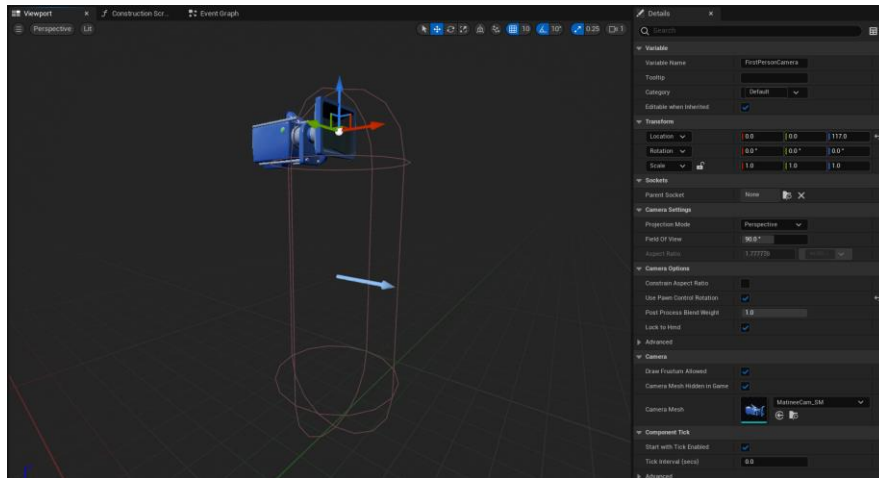 Viewport × Construction Scr... Event Graph
Perspective Lit 10 10° 0.25 1
Details ×
Search
Variable
Variable Name FirstPersonCamera
Tooltip
Category Default
Editable when Inherited
Transform
Location 0.0 0.0 117.0
Rotation 0.0° 0.0° 0.0°
Scale 1.0 1.0 1.0
Sockets
Parent Socket None
Camera Settings
Projection Mode Perspective
Field Of View 90.0°
Aspect Ratio 1.777778
Camera Options
Constrain Aspect Ratio
Use Pawn Control Rotation
Post Process Blend Weight 1.0
Lock to Hmd
Advanced
Camera
Draw Frustum Allowed
Camera Mesh Hidden in Game
Camera Mesh MatineeCam_SM
Component Tick
Start with Tick Enabled
Tick Interval (secs) 0.0
Advanced